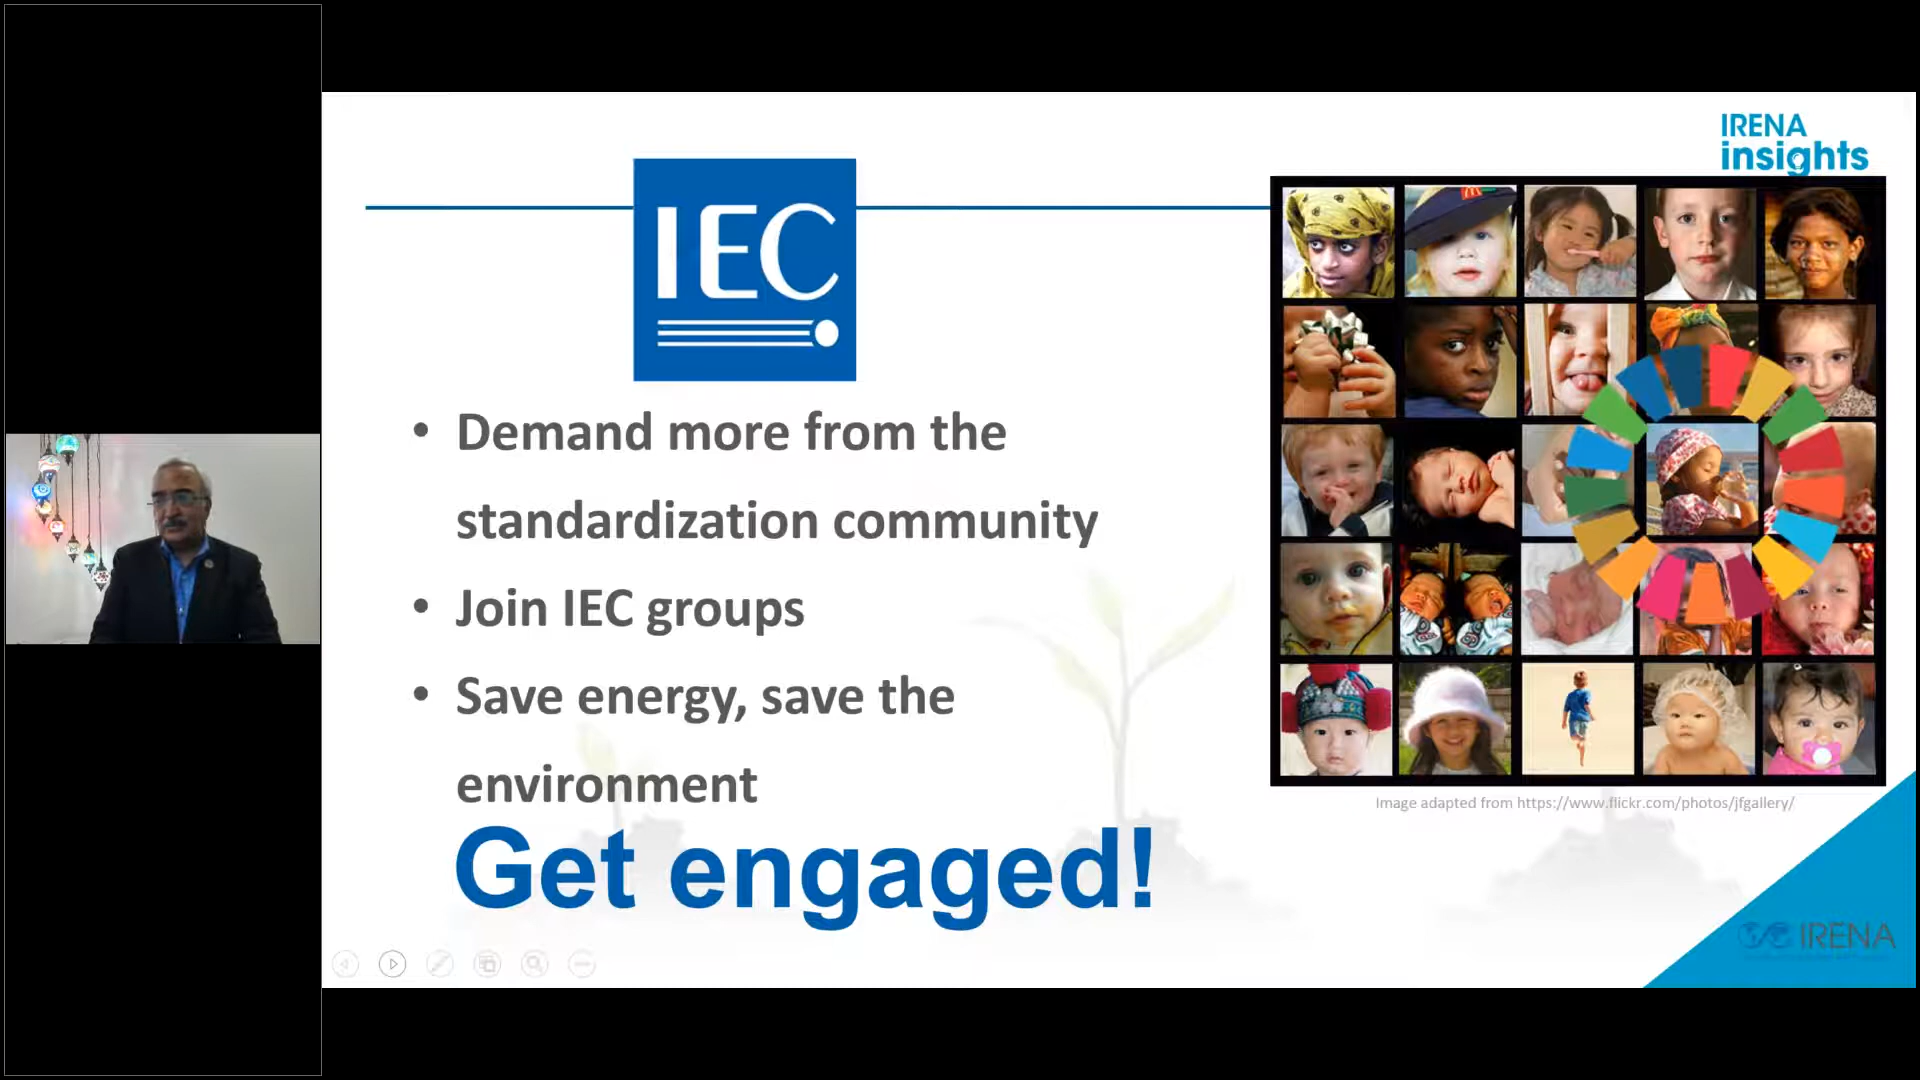 IRENA
insights
IEC
• Demand more from the
standardization community
• Join IEC groups
• Save energy, save the
environment
Get engaged!
Image adapted from https://www.flickr.com/photos/jfgallery/
IRENA